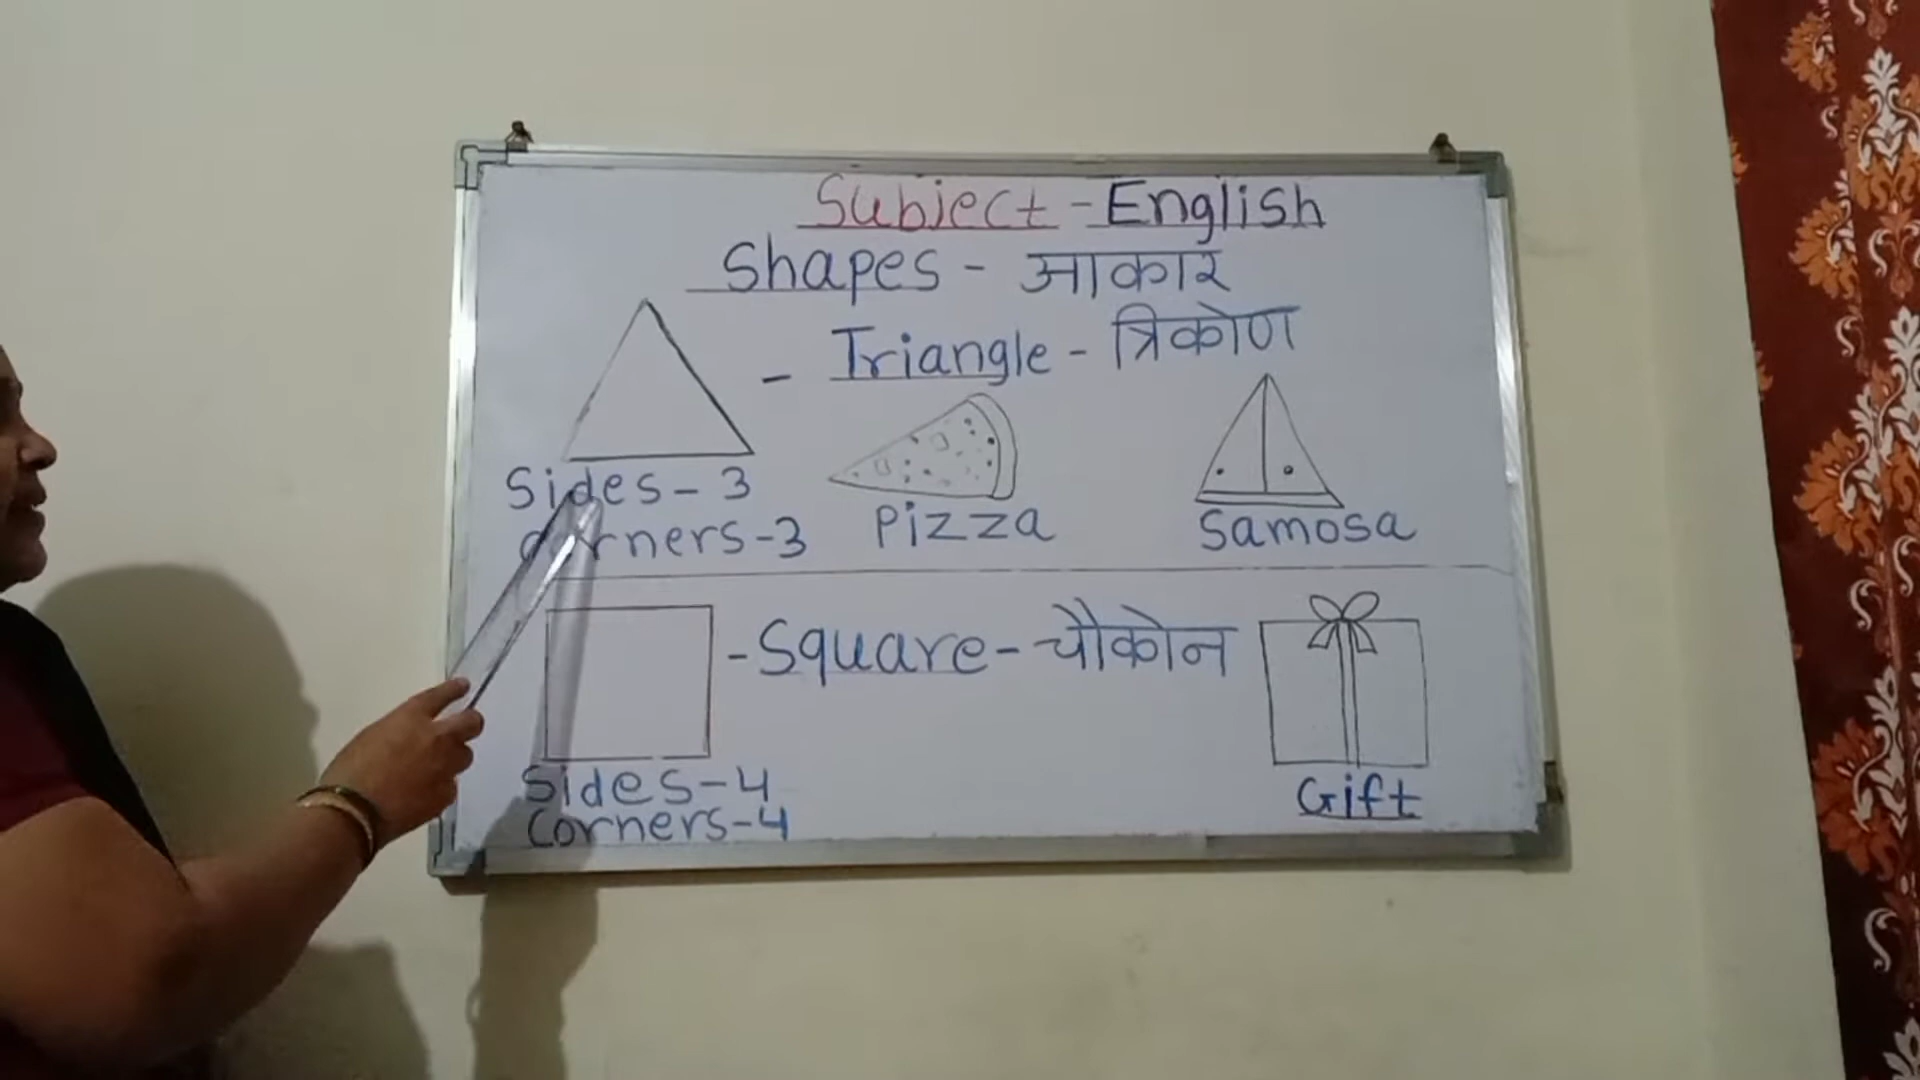 Subject - English
Shapes - आकार
- Triangle - त्रिकोण
Sides - 3
corners - 3
Pizza
Samosa
- Square - चौकोन
Sides - 4
Corners - 4
Gift